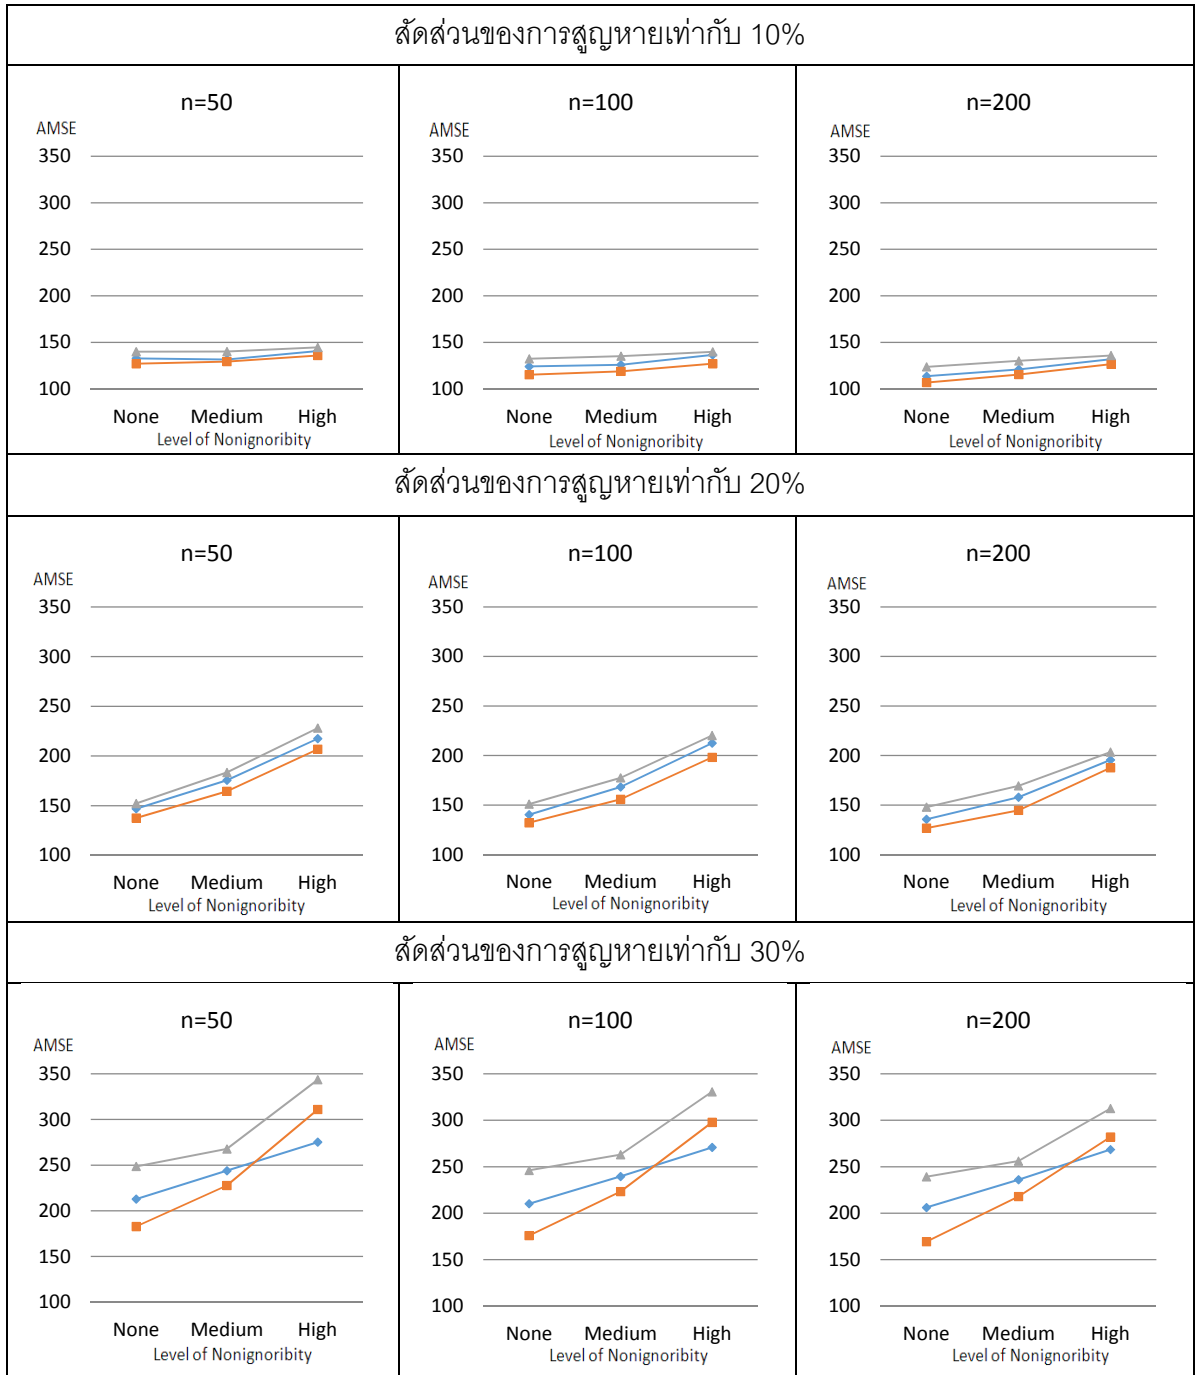 สัดส่วนของการสูญหายเท่ากับ 10%
n=50
AMSE
350
300
250
200
150
100
None Medium High
Level of Nonignoribity
n=100
AMSE
350
300
250
200
150
100
None Medium High
Level of Nonignoribity
n=200
AMSE
350
300
250
200
150
100
None Medium High
Level of Nonignoribity
สัดส่วนของการสูญหายเท่ากับ 20%
n=50
AMSE
350
300
250
200
150
100
None Medium High
Level of Nonignoribity
n=100
AMSE
350
300
250
200
150
100
None Medium High
Level of Nonignoribity
n=200
AMSE
350
300
250
200
150
100
None Medium High
Level of Nonignoribity
สัดส่วนของการสูญหายเท่ากับ 30%
n=50
AMSE
350
300
250
200
150
100
None Medium High
Level of Nonignoribity
n=100
AMSE
350
300
250
200
150
100
None Medium High
Level of Nonignoribity
n=200
AMSE
350
300
250
200
150
100
None Medium High
Level of Nonignoribity